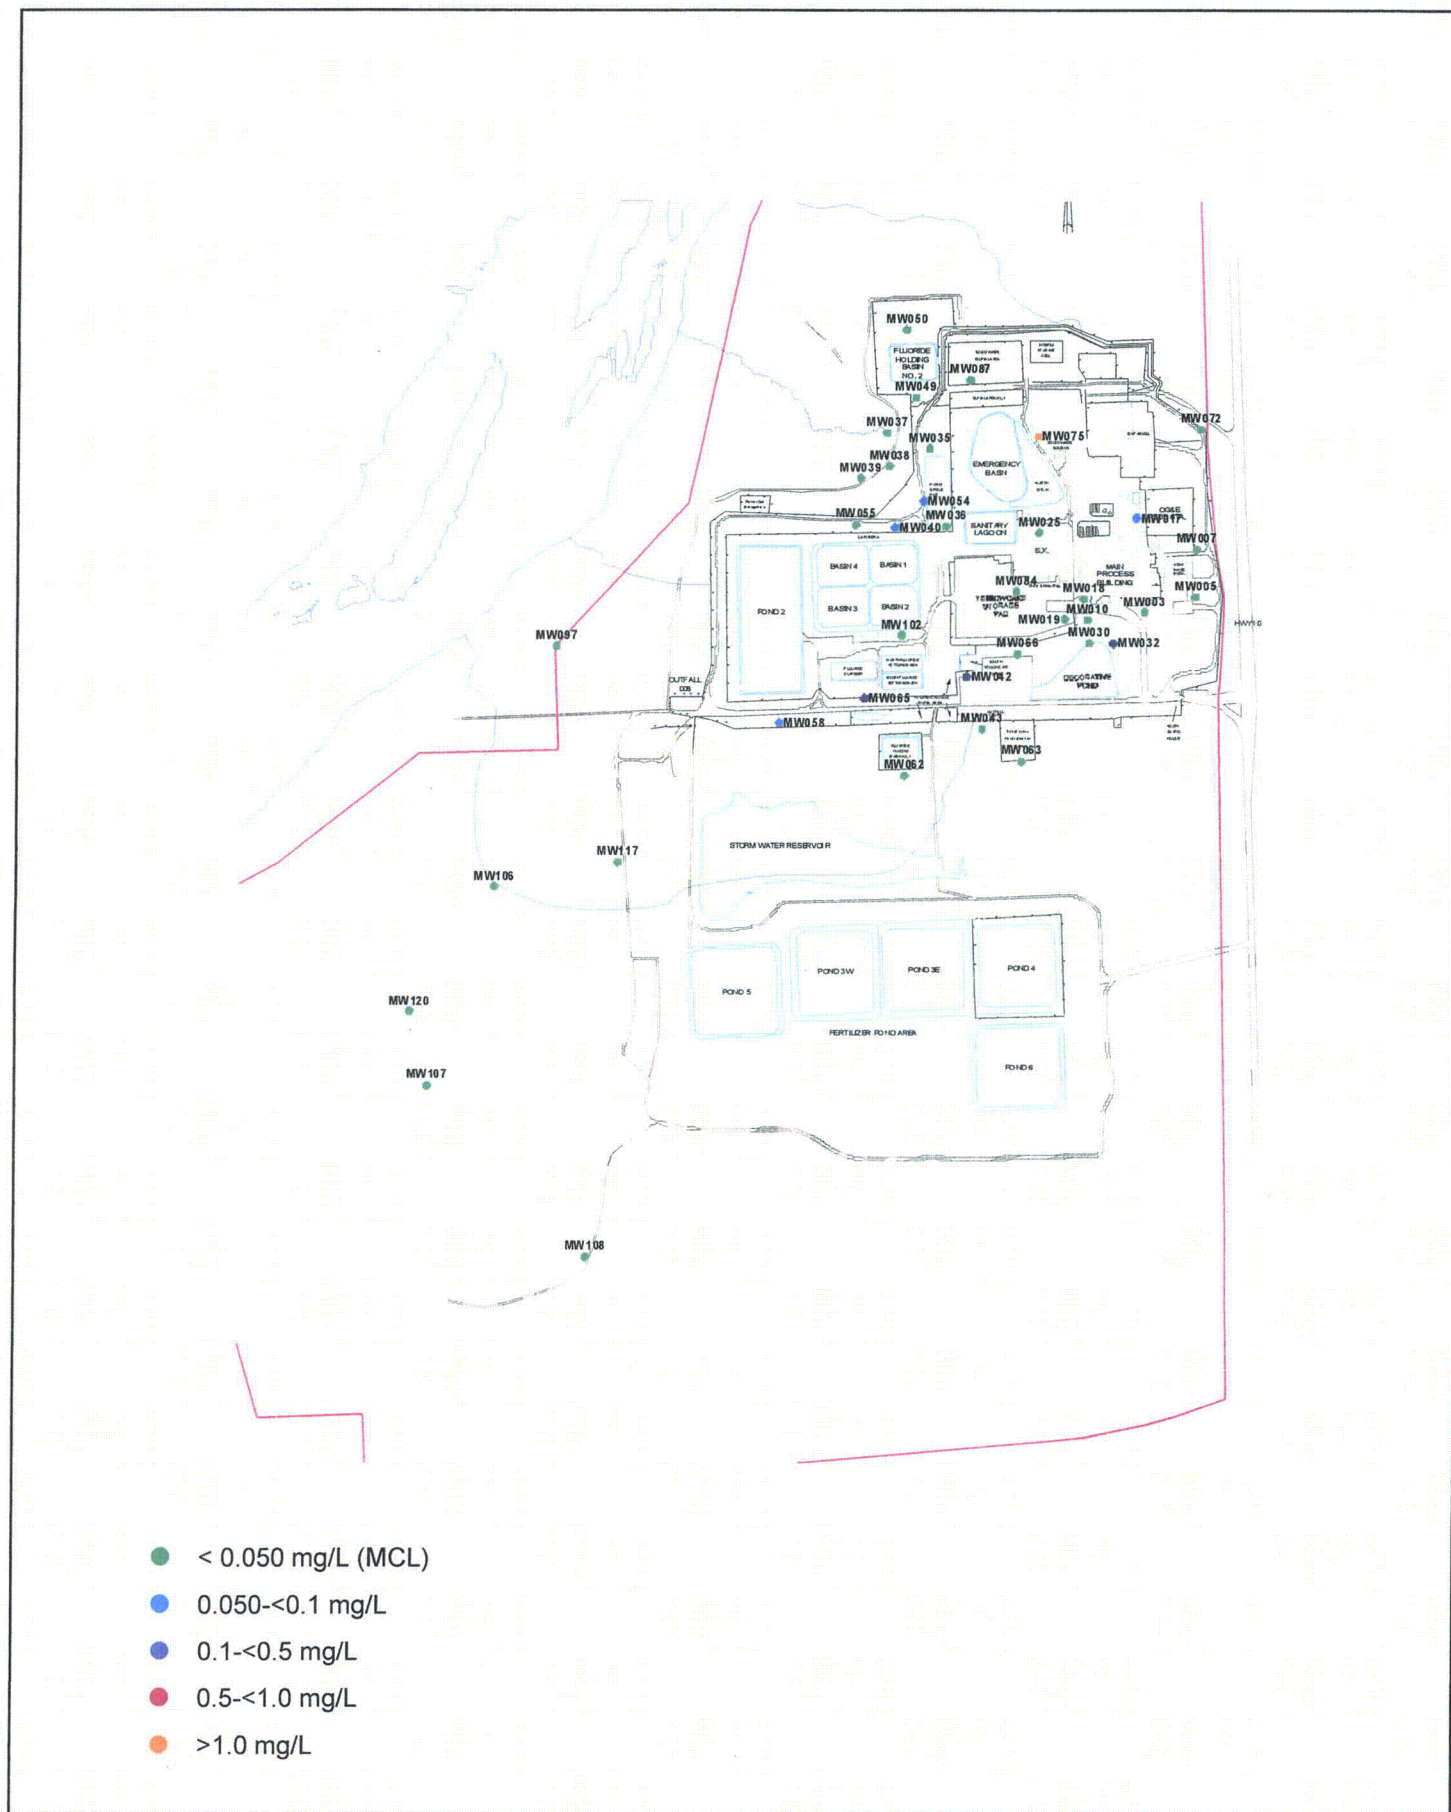 MW050
FLUORIDE
HOLDING
BASIN
NO. 2
MW087
MW049
MW037
MW035
MW072
MW075
MW038
MW039
EMERGENCY
BASIN
MW054
MW055
MW040
MW036
SANITARY
LAGOON
MW025
MW017
MW007
BASIN 4
BASIN 1
MAIN
PROCESS
BUILDING
MW084
MW018
MW005
POND 2
BASIN 3
BASIN 2
MW010
MW003
MW019
HWY 10
MW102
MW030
MW032
MW097
MW066
OUTFALL
008
MW042
DECORATIVE
POND
MW065
MW058
MW043
MW063
MW062
STORM WATER RESERVOIR
MW117
MW106
POND 5
POND 3W
POND 3E
POND 4
MW120
FERTILIZER POND AREA
MW107
POND 6
MW108
< 0.050 mg/L (MCL)
0.050-<0.1 mg/L
0.1-<0.5 mg/L
0.5-<1.0 mg/L
>1.0 mg/L